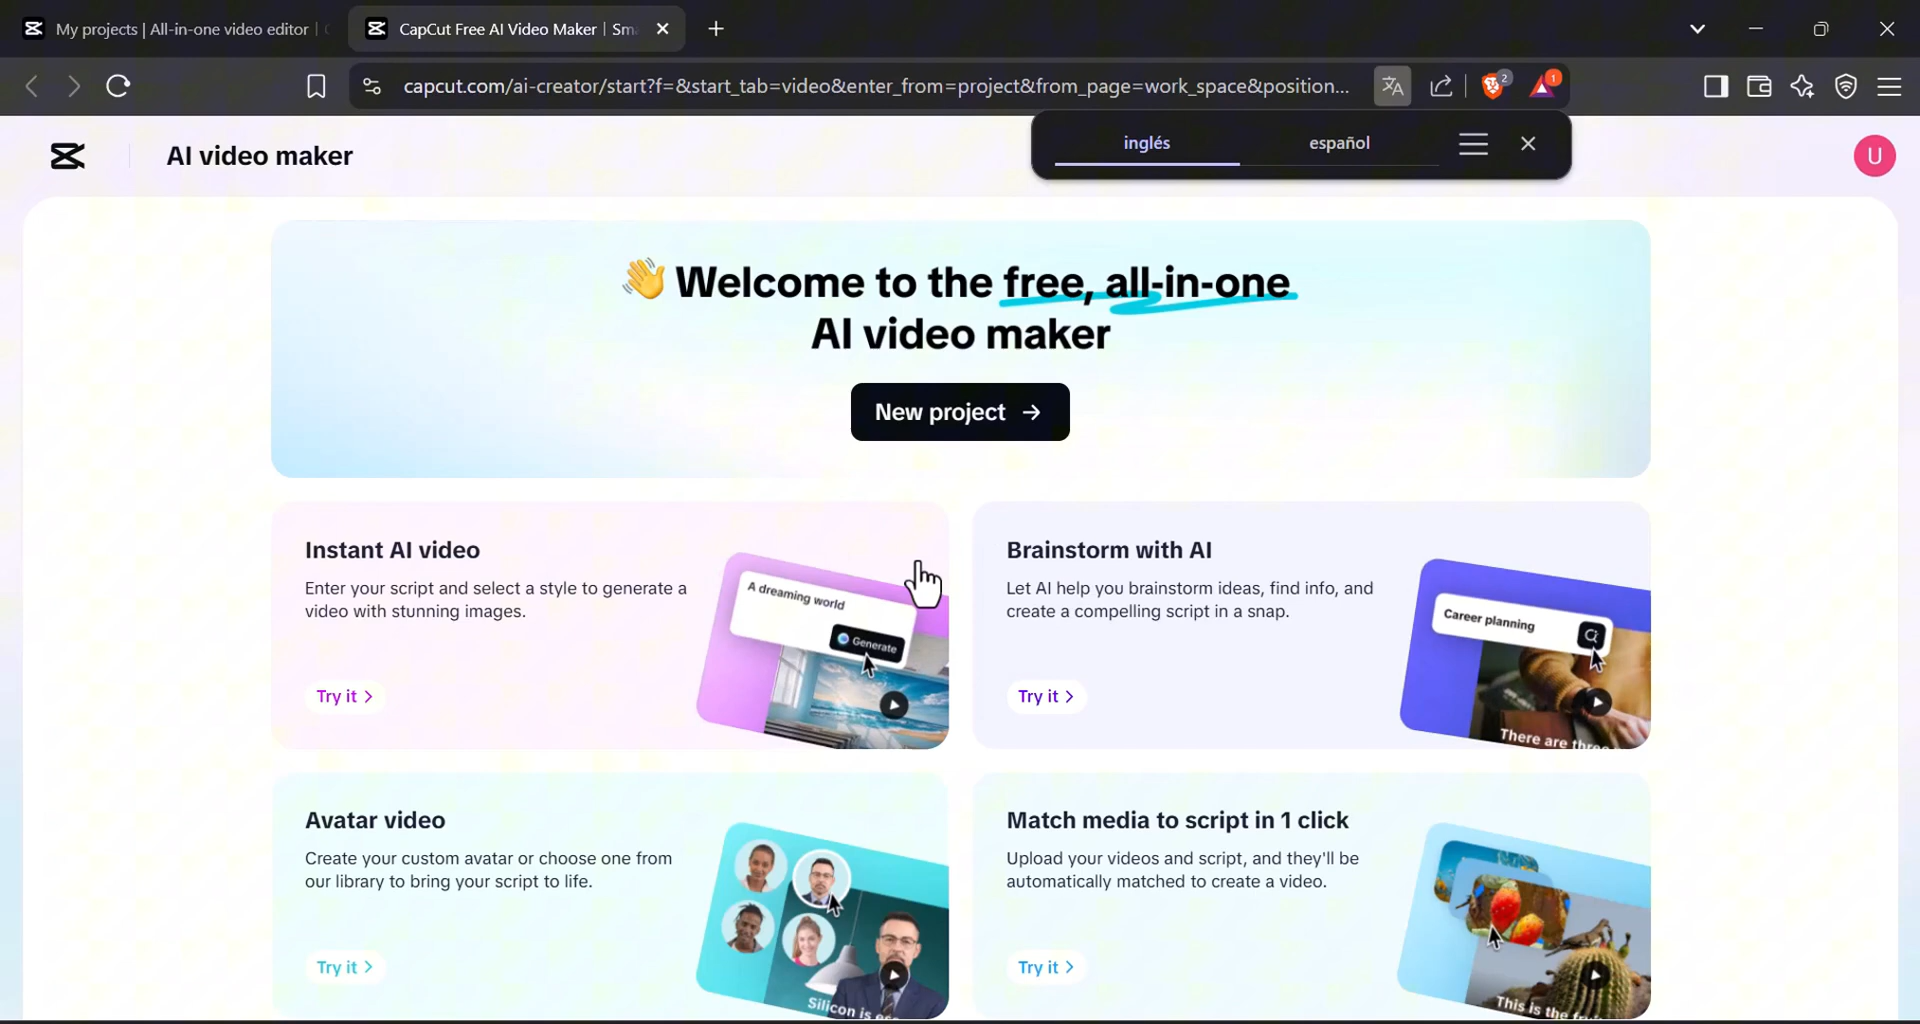 My projects | All-in-one video editor |
CapCut Free AI Video Maker | Sma
capcut.com/ai-creator/start?f=&start_tab=video&enter_from=project&from_page=work_space&position...
2
1
inglés
español
AI video maker
U
👋 Welcome to the free, all-in-one
AI video maker
New project →
Instant AI video
Enter your script and select a style to generate a
video with stunning images.
Try it >
A dreaming world
Generate
Brainstorm with AI
Let AI help you brainstorm ideas, find info, and
create a compelling script in a snap.
Try it >
Career planning
There are three
Avatar video
Create your custom avatar or choose one from
our library to bring your script to life.
Try it >
Silicon is
Match media to script in 1 click
Upload your videos and script, and they'll be
automatically matched to create a video.
Try it >
This is the